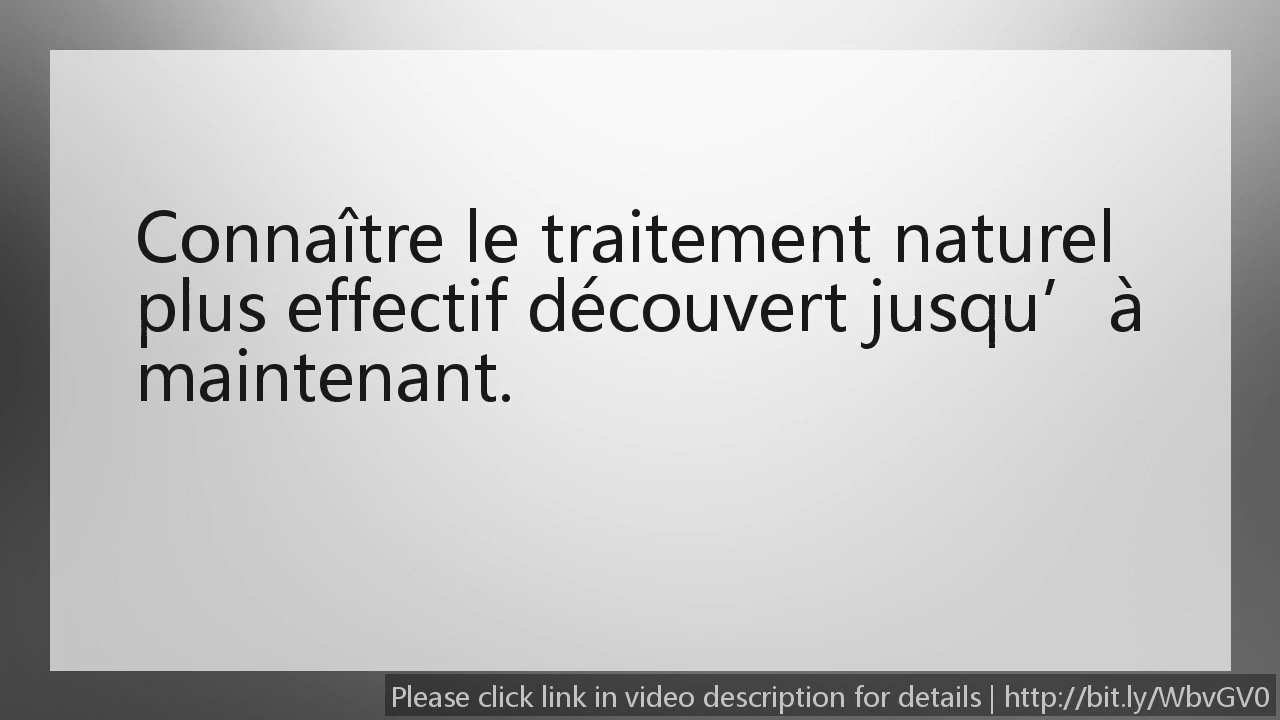 Connaître le traitement naturel
plus effectif découvert jusqu’ à
maintenant.
Please click link in video description for details | http://bit.ly/WbvGV0